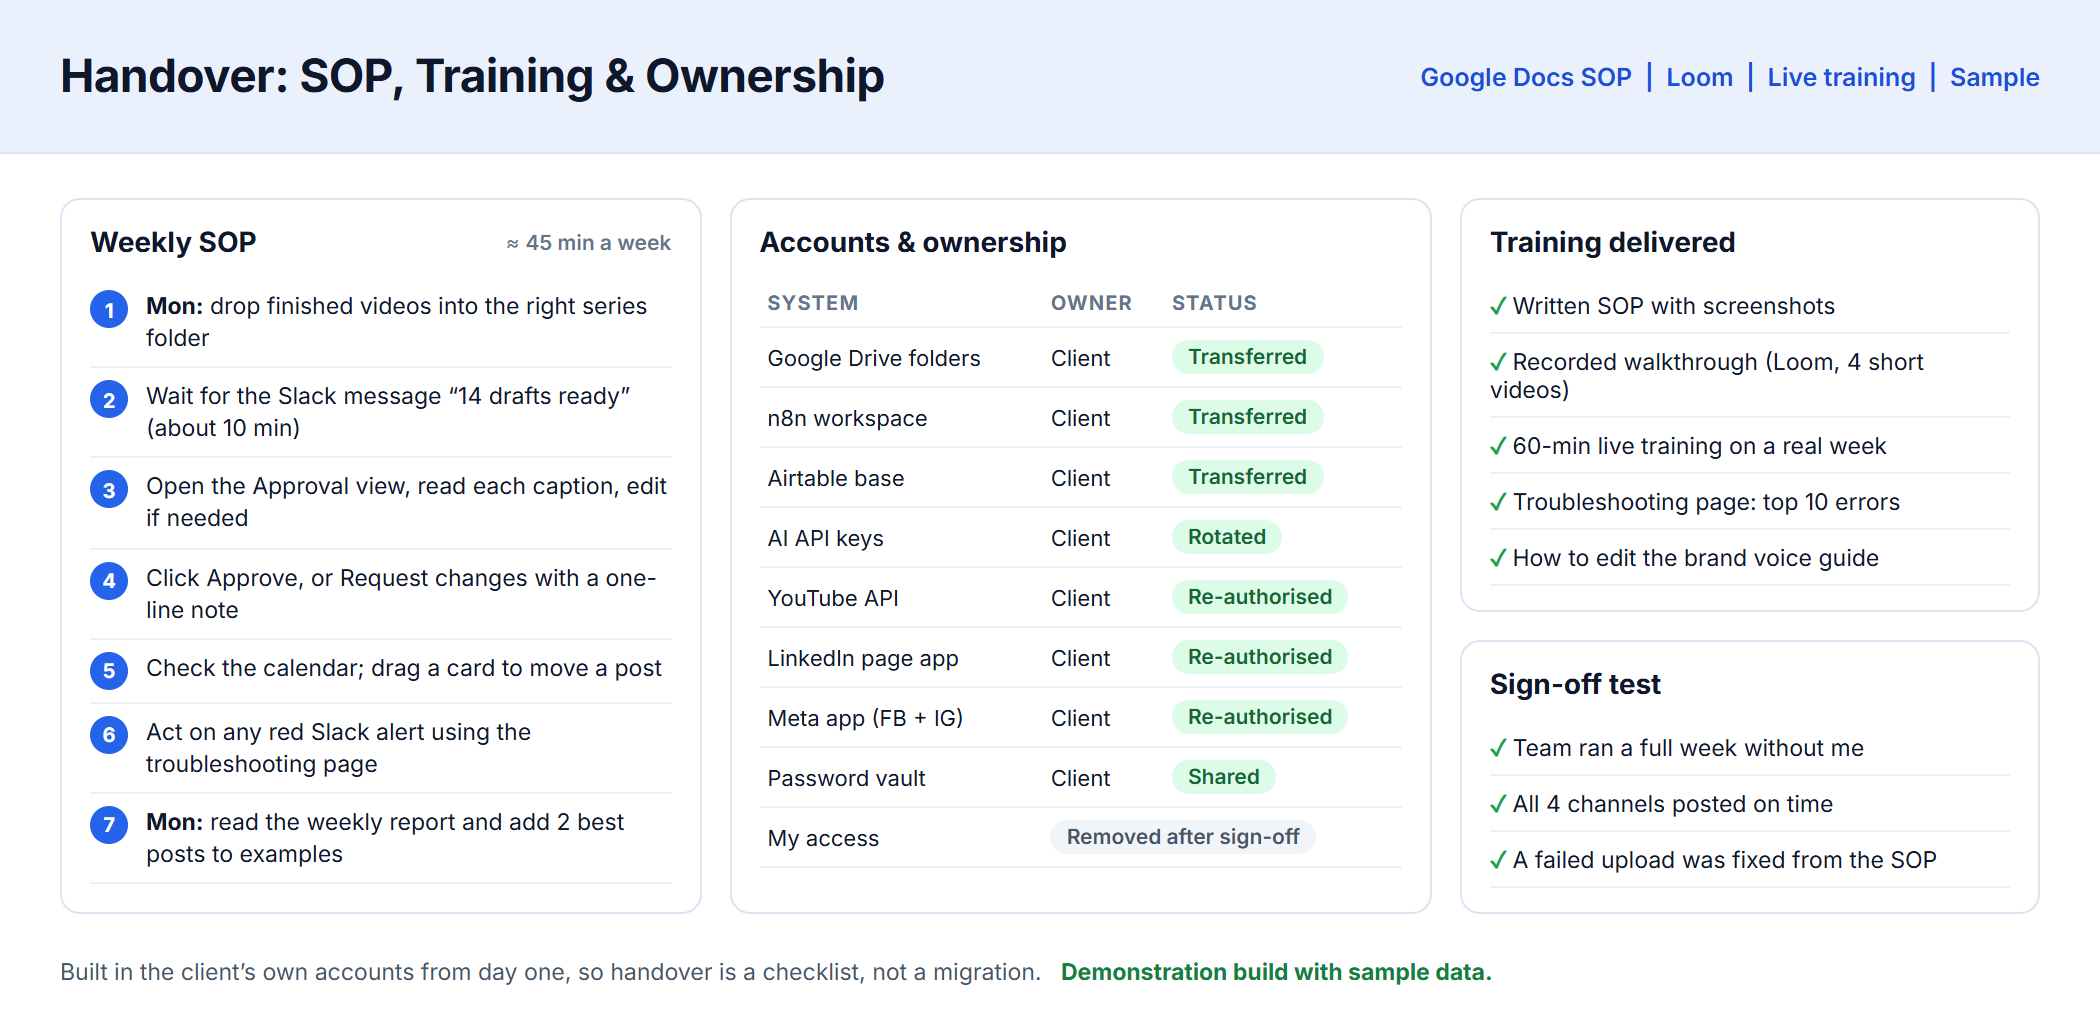 Handover: SOP, Training & Ownership
Google Docs SOP | Loom | Live training | Sample
Weekly SOP
≈ 45 min a week
1 Mon: drop finished videos into the right series
folder
2 Wait for the Slack message “14 drafts ready”
(about 10 min)
3 Open the Approval view, read each caption, edit
if needed
4 Click Approve, or Request changes with a one-
line note
5 Check the calendar; drag a card to move a post
6 Act on any red Slack alert using the
troubleshooting page
7 Mon: read the weekly report and add 2 best
posts to examples
Accounts & ownership
SYSTEM OWNER STATUS
Google Drive folders Client Transferred
n8n workspace Client Transferred
Airtable base Client Transferred
AI API keys Client Rotated
YouTube API Client Re-authorised
LinkedIn page app Client Re-authorised
Meta app (FB + IG) Client Re-authorised
Password vault Client Shared
My access Removed after sign-off
Training delivered
✓ Written SOP with screenshots
✓ Recorded walkthrough (Loom, 4 short
videos)
✓ 60-min live training on a real week
✓ Troubleshooting page: top 10 errors
✓ How to edit the brand voice guide
Sign-off test
✓ Team ran a full week without me
✓ All 4 channels posted on time
✓ A failed upload was fixed from the SOP
Built in the client’s own accounts from day one, so handover is a checklist, not a migration. Demonstration build with sample data.